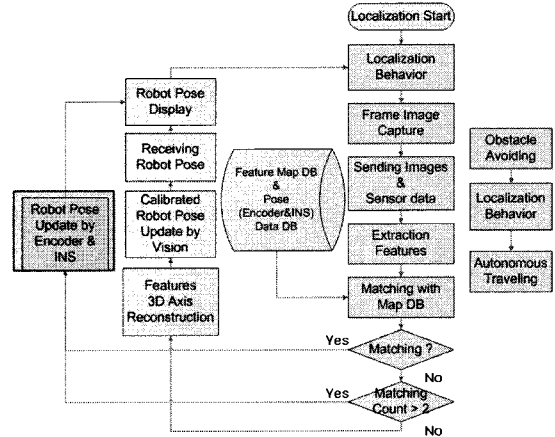 Localization Start
Localization
Behavior
Robot Pose
Display
Frame Image
Capture
Receiving
Robot Pose
Obstacle
Avoiding
Feature Map DB
&
Pose
(Encoder&INS)
Data DB
Sending Images
&
Sensor data
Robot Pose
Update by
Encoder &
INS
Calibrated
Robot Pose
Update by
Vision
Localization
Behavior
Extraction
Features
Autonomous
Traveling
Features
3D Axis
Reconstruction
Matching with
Map DB
Yes
Matching ?
No
Yes
Matching
Count > 2
No